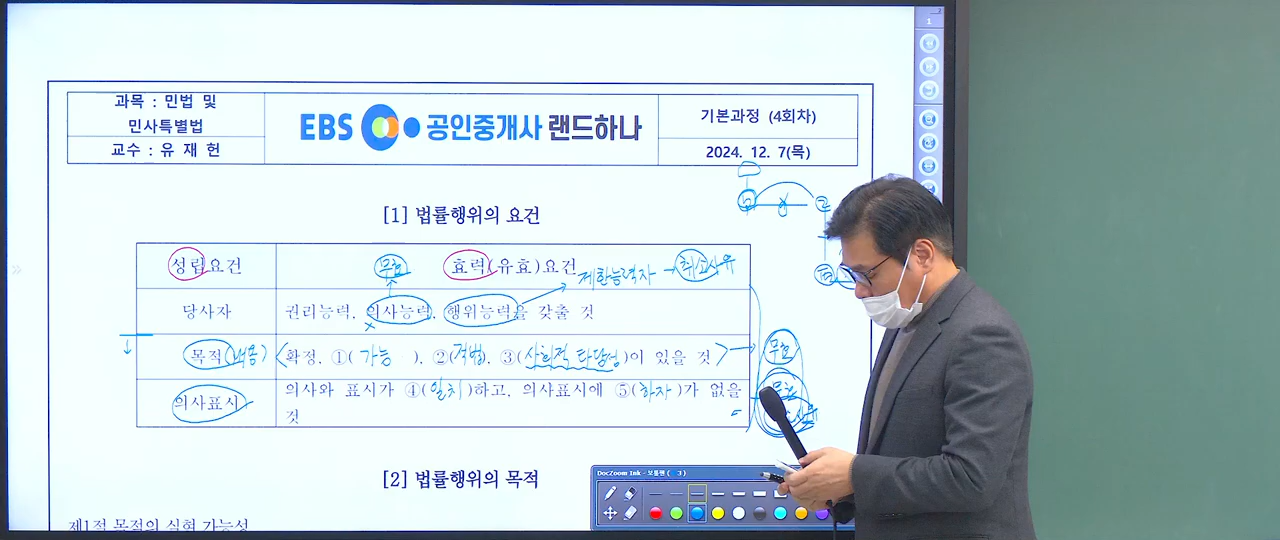 과목 : 민법 및
민사특별법
교수 : 유 재 헌
EBS 공인중개사 랜드하나
기본과정 (4회차)
2024. 12. 7(목)
1
[1] 법률행위의 요건
성립요건
무효
효력(유효)요건
제한능력자 → 취소사유
당사자
권리능력, 의사능력, 행위능력을 갖출 것
목적(내용)
확정, ①( 가능 ), ②(적법), ③(사회적 타당성)이 있을 것
무효
의사표시
의사와 표시가 ④(일치)하고, 의사표시에 ⑤(하자)가 없을
것
[2] 법률행위의 목적
제1절 목적의 실현 가능성